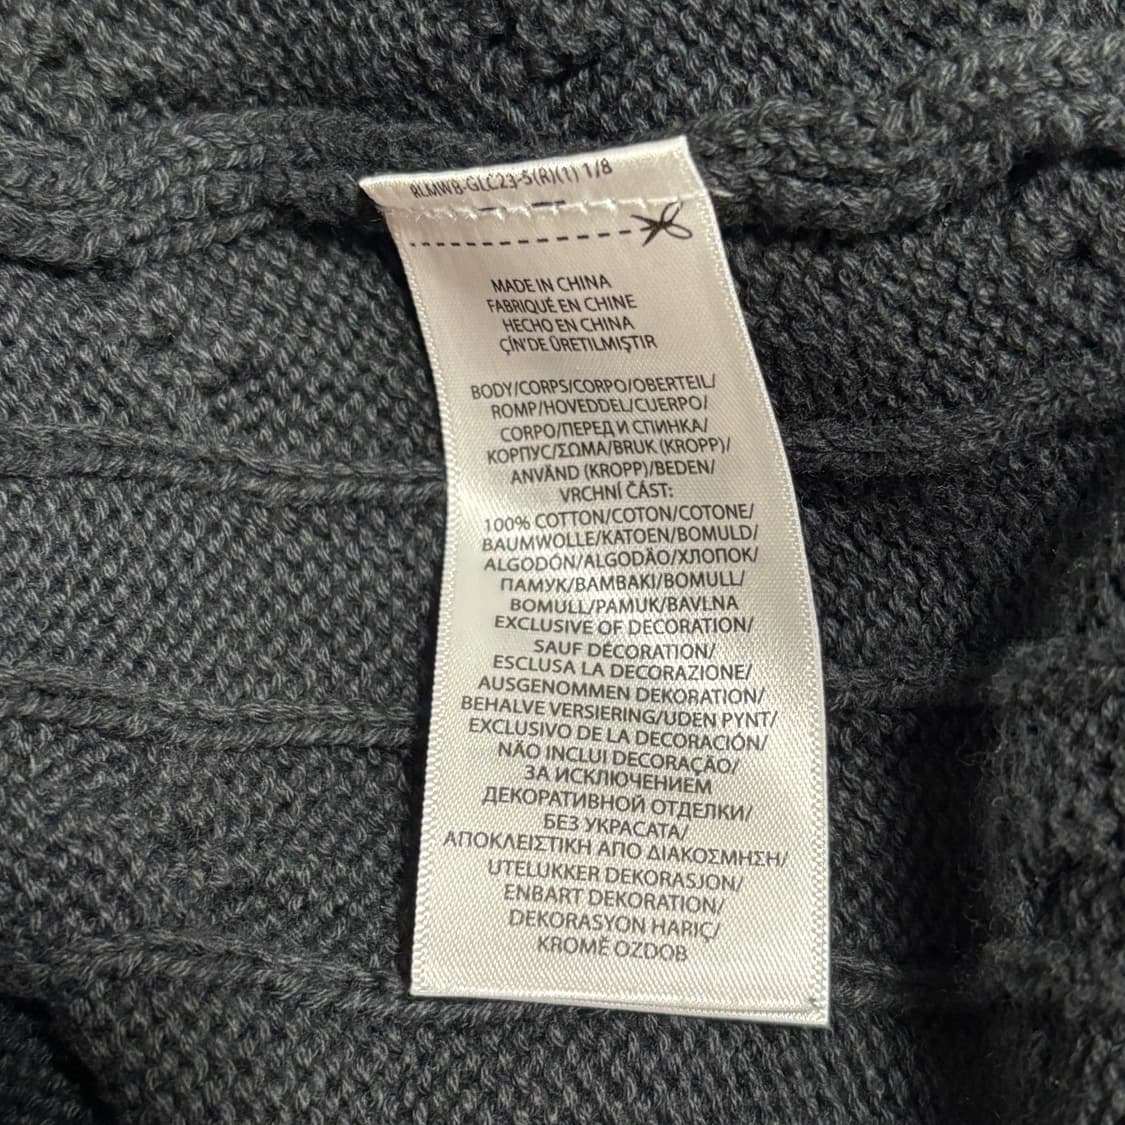 RLMWB-GLC23-5(R)(1) 1/8
MADE IN CHINA
FABRIQUÉ EN CHINE
HECHO EN CHINA
ÇİN'DE ÜRETILMIŞTIR
BODY/CORPS/CORPO/OBERTEIL/
ROMP/HOVEDDEL/CUERPO/
CORPO/ПЕРЕД И СПИНКА/
КОРПУС/ΣΩΜΑ/BRUK (KROPP)/
ANVÄND (KROPP)/BEDEN/
VRCHNÍ ČÁST:
100% COTTON/COTON/COTONE/
BAUMWOLLE/KATOEN/BOMULD/
ALGODÓN/ALGODÃO/ХЛОПОК/
ПАМУК/BAMBAKI/BOMULL/
BOMULL/PAMUK/BAVLNA
EXCLUSIVE OF DECORATION/
SAUF DÉCORATION/
ESCLUSA LA DECORAZIONE/
AUSGENOMMEN DEKORATION/
BEHALVE VERSIERING/UDEN PYNT/
EXCLUSIVO DE LA DECORACIÓN/
NÃO INCLUI DECORAÇÃO/
ЗА ИСКЛЮЧЕНИЕМ
ДЕКОРАТИВНОЙ ОТДЕЛКИ/
БЕЗ УКРАСАТА/
ΑΠΟΚΛΕΙΣΤΙΚΗ ΑΠΟ ΔΙΑΚΟΣΜΗΣΗ/
UTELUKKER DEKORASJON/
ENBART DEKORATION/
DEKORASYON HARIÇ/
KROMĚ OZDOB